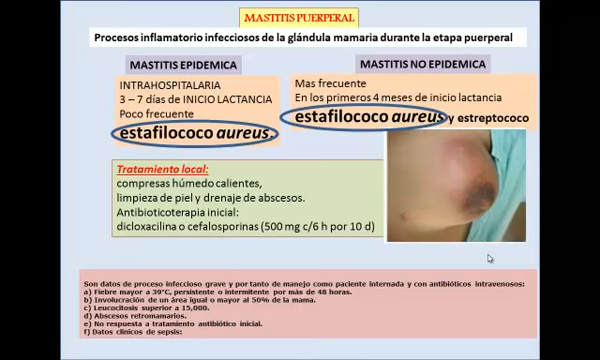 MASTITIS PUERPERAL
Procesos inflamatorio infecciosos de la glándula mamaria durante la etapa puerperal
MASTITIS EPIDEMICA
INTRAHOSPITALARIA
3 – 7 días de INICIO LACTANCIA
Poco frecuente
estafilococo aureus.
MASTITIS NO EPIDEMICA
Mas frecuente
En los primeros 4 meses de inicio lactancia
estafilococo aureus y estreptococo
Tratamiento local:
compresas húmedo calientes,
limpieza de piel y drenaje de abscesos.
Antibioticoterapia inicial:
dicloxacilina o cefalosporinas (500 mg c/6 h por 10 d)
Son datos de proceso infeccioso grave y por tanto de manejo como paciente internada y con antibióticos intravenosos:
a) Fiebre mayor a 39°C, persistente o intermitente por más de 48 horas.
b) Involucración de un área igual o mayor al 50% de la mama.
c) Leucocitosis superior a 15,000.
d) Abscesos retromamarios.
e) No respuesta a tratamiento antibiótico inicial.
f) Datos clínicos de sepsis: